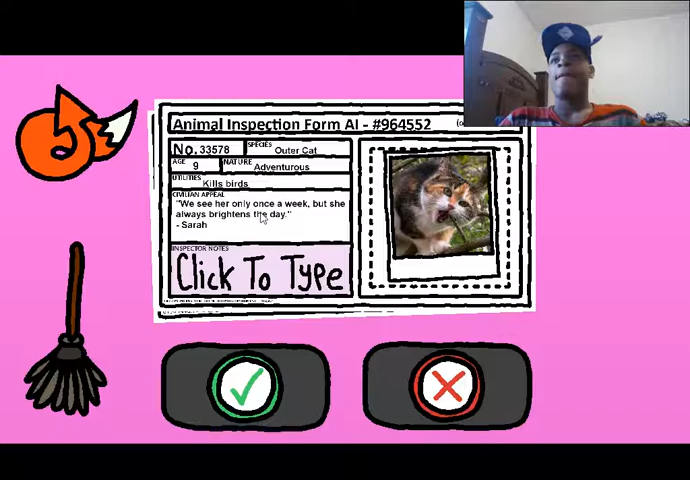 Animal Inspection Form AI - #964552
No. 33578 SPECIES Outer Cat
AGE 9 NATURE Adventurous
UTILITIES Kills birds
CIVILIAN APPEAL
"We see her only once a week, but she
always brightens the day."
- Sarah
INSPECTOR NOTES
Click To Type